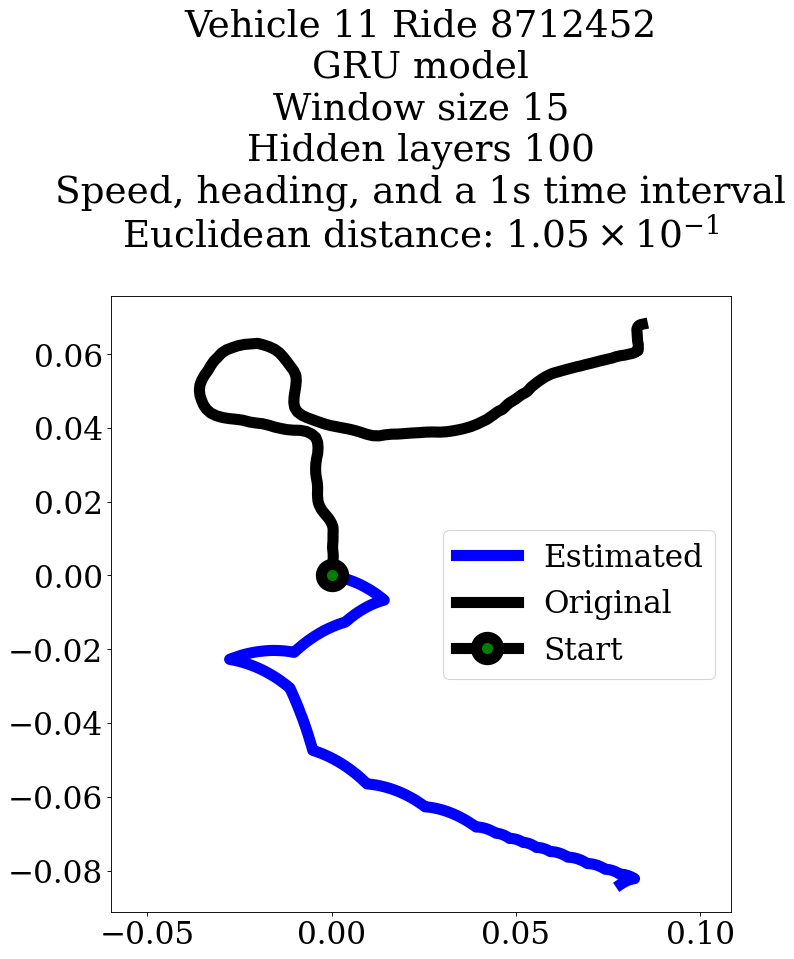 Vehicle 11 Ride 8712452
GRU model
Window size 15
Hidden layers 100
Speed, heading, and a 1s time interval
Euclidean distance: 1.05 × 10⁻¹
0.06
0.04
0.02
0.00
−0.02
−0.04
−0.06
−0.08
Estimated
Original
Start
−0.05
0.00
0.05
0.10